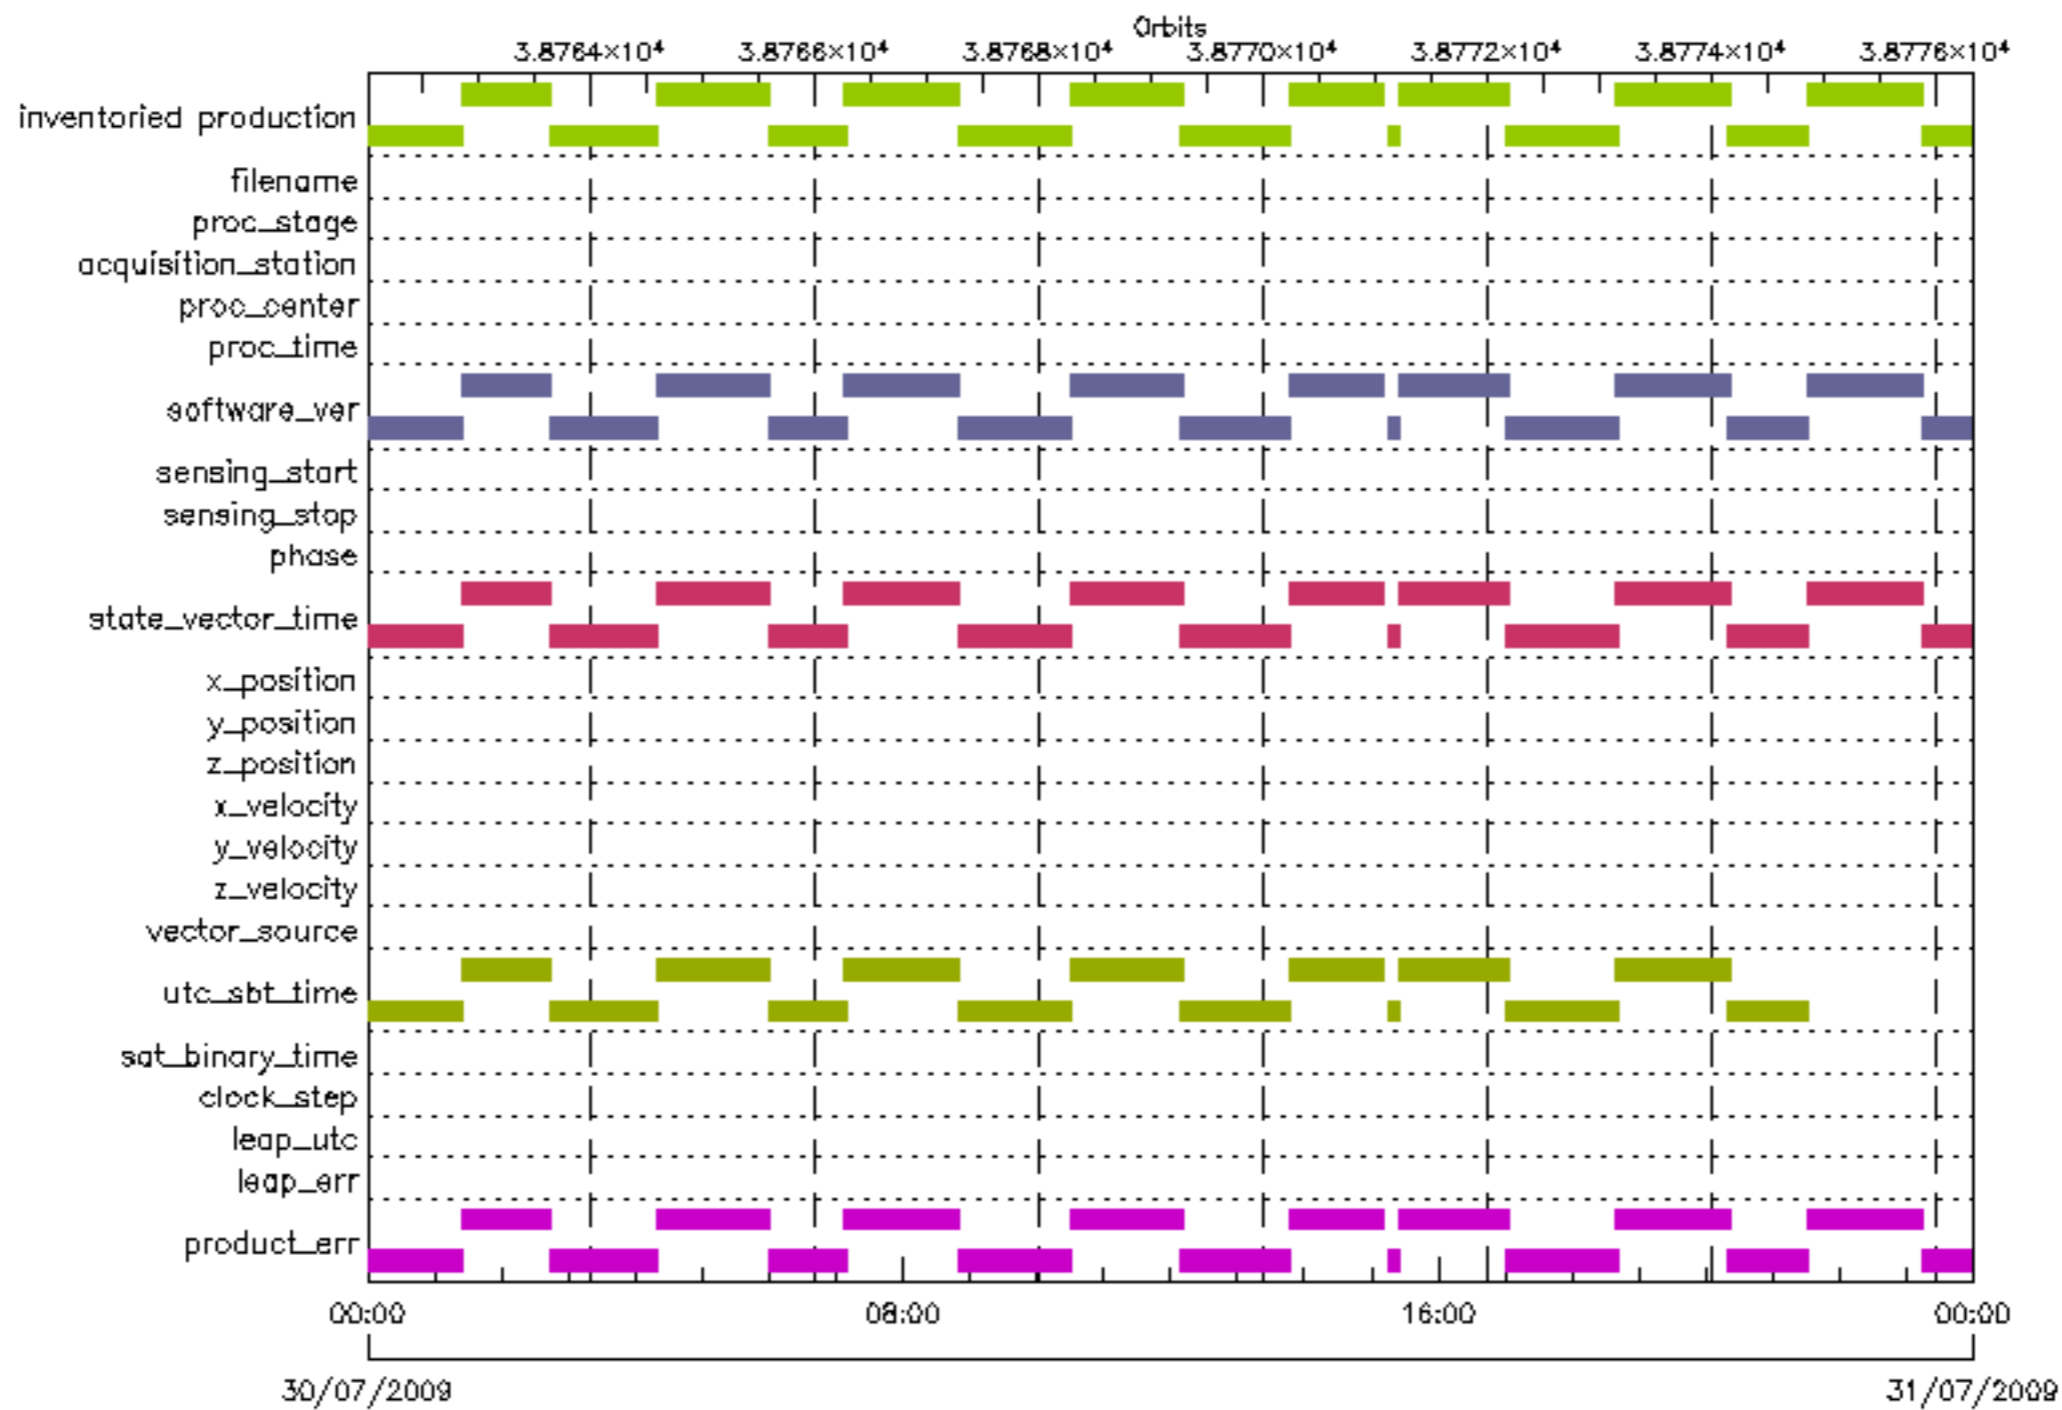 Orbits
3.8764×10⁴ 3.8766×10⁴ 3.8768×10⁴ 3.8770×10⁴ 3.8772×10⁴ 3.8774×10⁴ 3.8776×10⁴
inventoried production
filename
proc_stage
acquisition_station
proc_center
proc_time
software_ver
sensing_start
sensing_stop
phase
state_vector_time
x_position
y_position
z_position
x_velocity
y_velocity
z_velocity
vector_source
utc_sbt_time
sat_binary_time
clock_step
leap_utc
leap_err
product_err
00:00 08:00 16:00 00:00
30/07/2009 31/07/2009